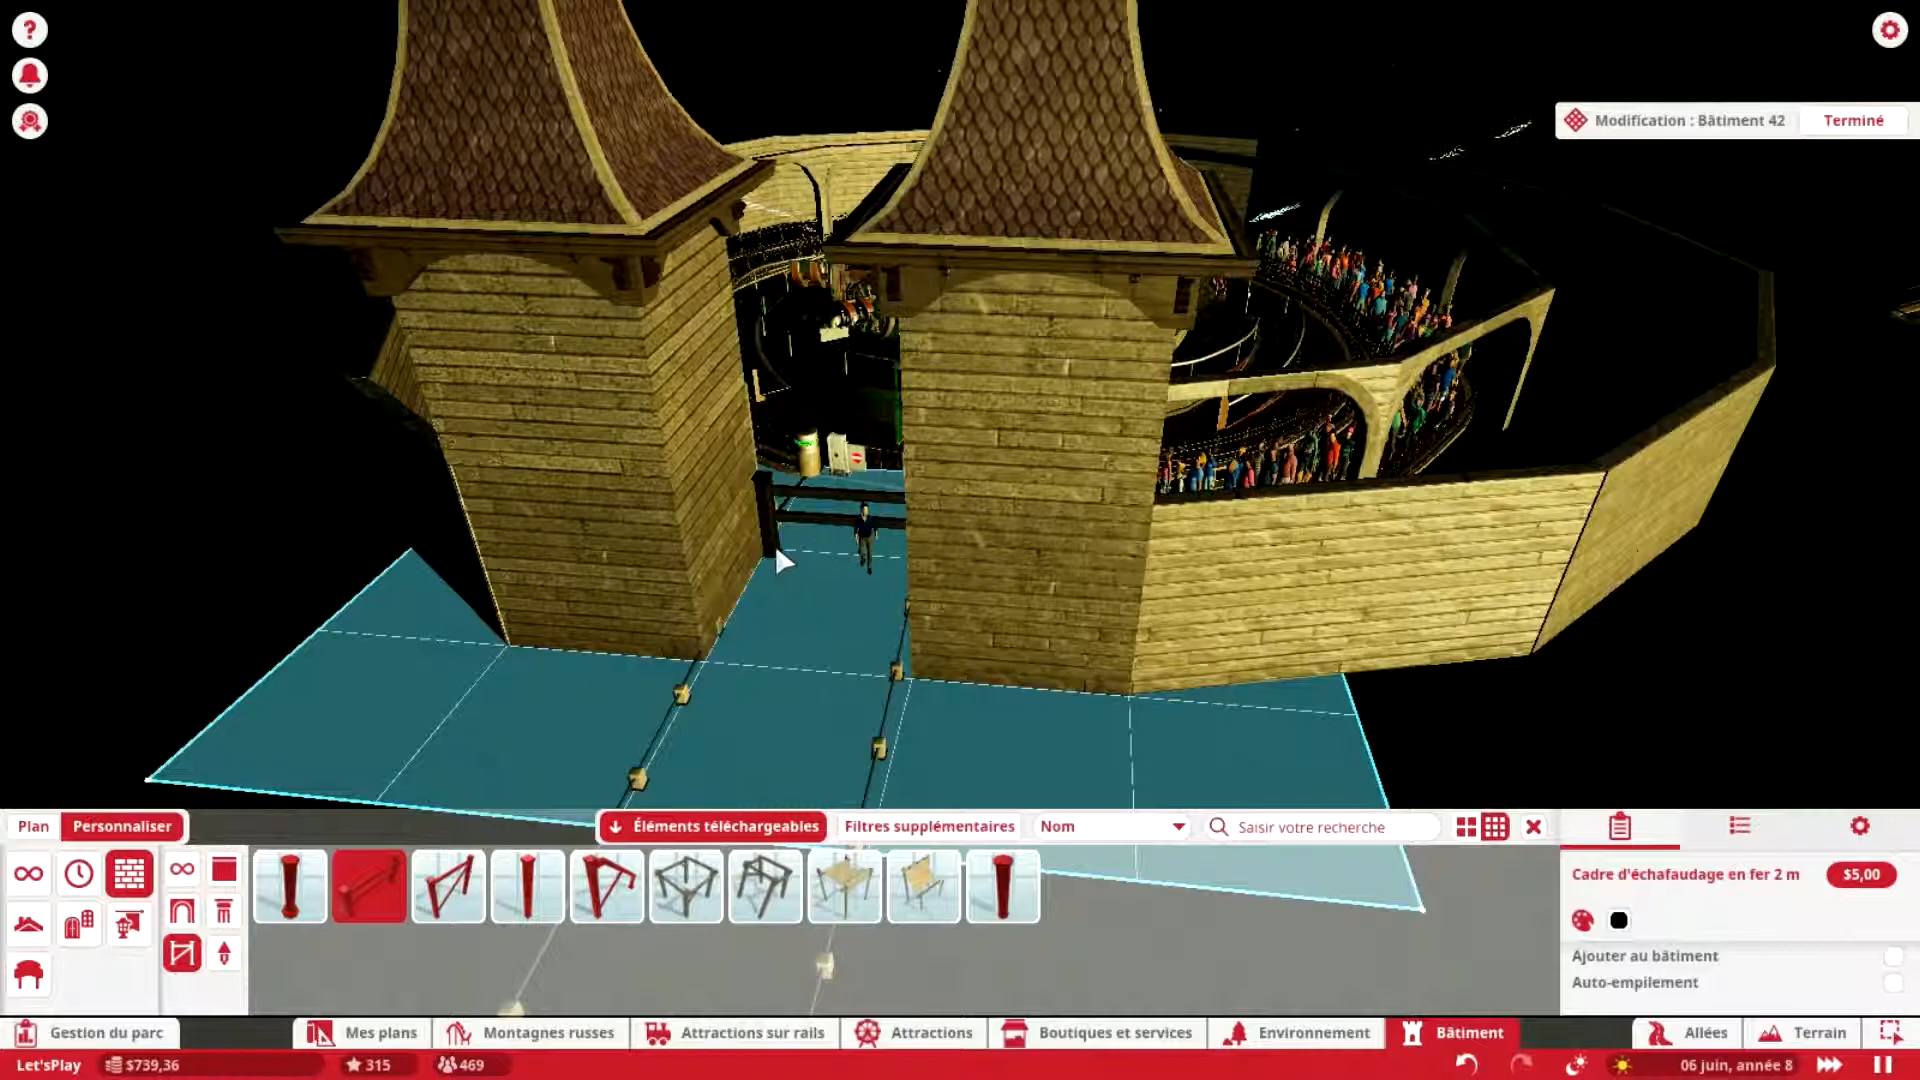 ?
Modification : Bâtiment 42
Terminé
Plan
Personnaliser
Éléments téléchargeables
Filtres supplémentaires
Nom
Saisir votre recherche
Cadre d'échafaudage en fer 2 m
$5,00
Ajouter au bâtiment
Auto-empilement
Gestion du parc
Mes plans
Montagnes russes
Attractions sur rails
Attractions
Boutiques et services
Environnement
Bâtiment
Allées
Terrain
Let'sPlay
$739,36
315
469
06 juin, année 8